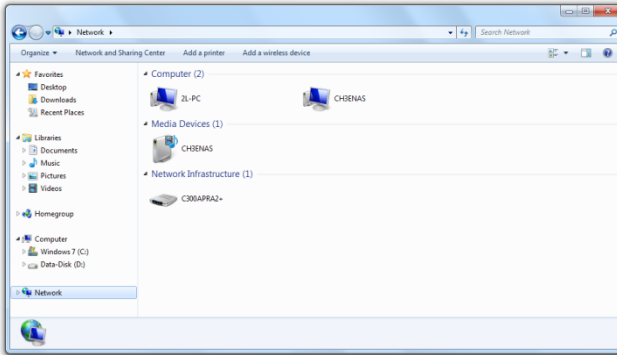 Network
Search Network
Organize
Network and Sharing Center
Add a printer
Add a wireless device
Favorites
Desktop
Downloads
Recent Places
Libraries
Documents
Music
Pictures
Videos
Homegroup
Computer
Windows 7 (C:)
Data-Disk (D:)
Network
Computer (2)
2L-PC
CH3ENAS
Media Devices (1)
CH3ENAS
Network Infrastructure (1)
C300APRA2+